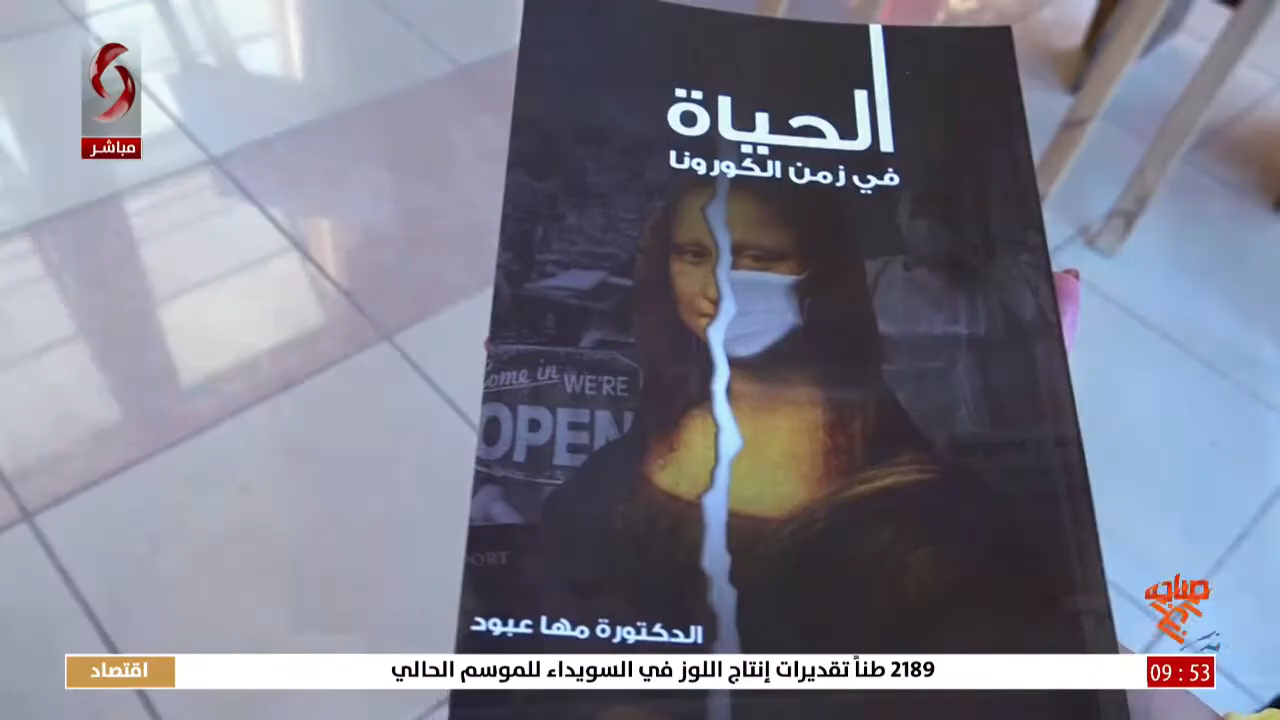 مباشر
الحياة
في زمن الكورونا
Come in WE'RE
OPEN
الدكتورة مها عبود
اقتصاد
2189 طناً تقديرات إنتاج اللوز في السويداء للموسم الحالي
09 : 53